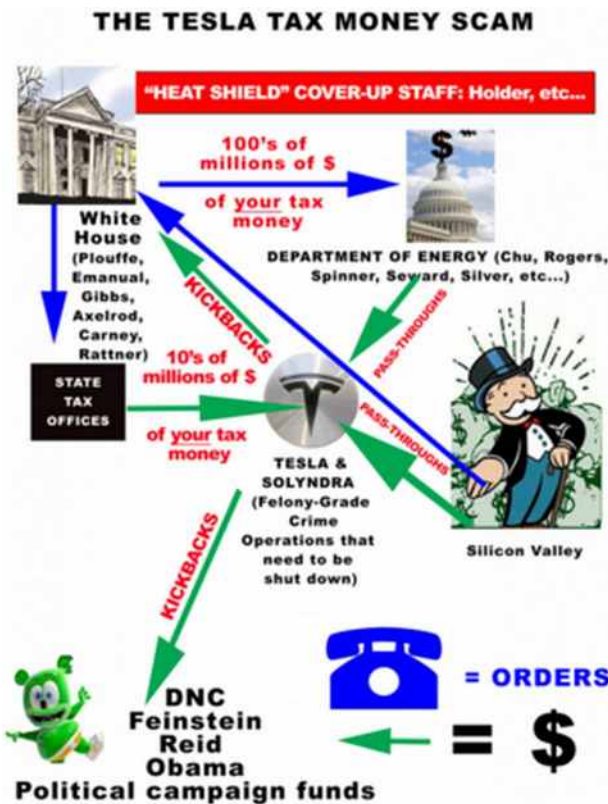 THE TESLA TAX MONEY SCAM
“HEAT SHIELD” COVER-UP STAFF: Holder, etc...
100's of
millions of $
of your tax
money
$
White
House
(Plouffe,
Emanual,
Gibbs,
Axelrod,
Carney,
Rattner)
DEPARTMENT OF ENERGY (Chu, Rogers,
Spinner, Seward, Silver, etc...)
KICKBACKS
PASS-THROUGHS
PASS-THROUGHS
STATE
TAX
OFFICES
10's of
millions of $
of your tax
money
TESLA &
SOLYNDRA
(Felony-Grade
Crime
Operations that
need to be
shut down)
Silicon Valley
KICKBACKS
DNC
Feinstein
Reid
Obama
Political campaign funds
= ORDERS
= $